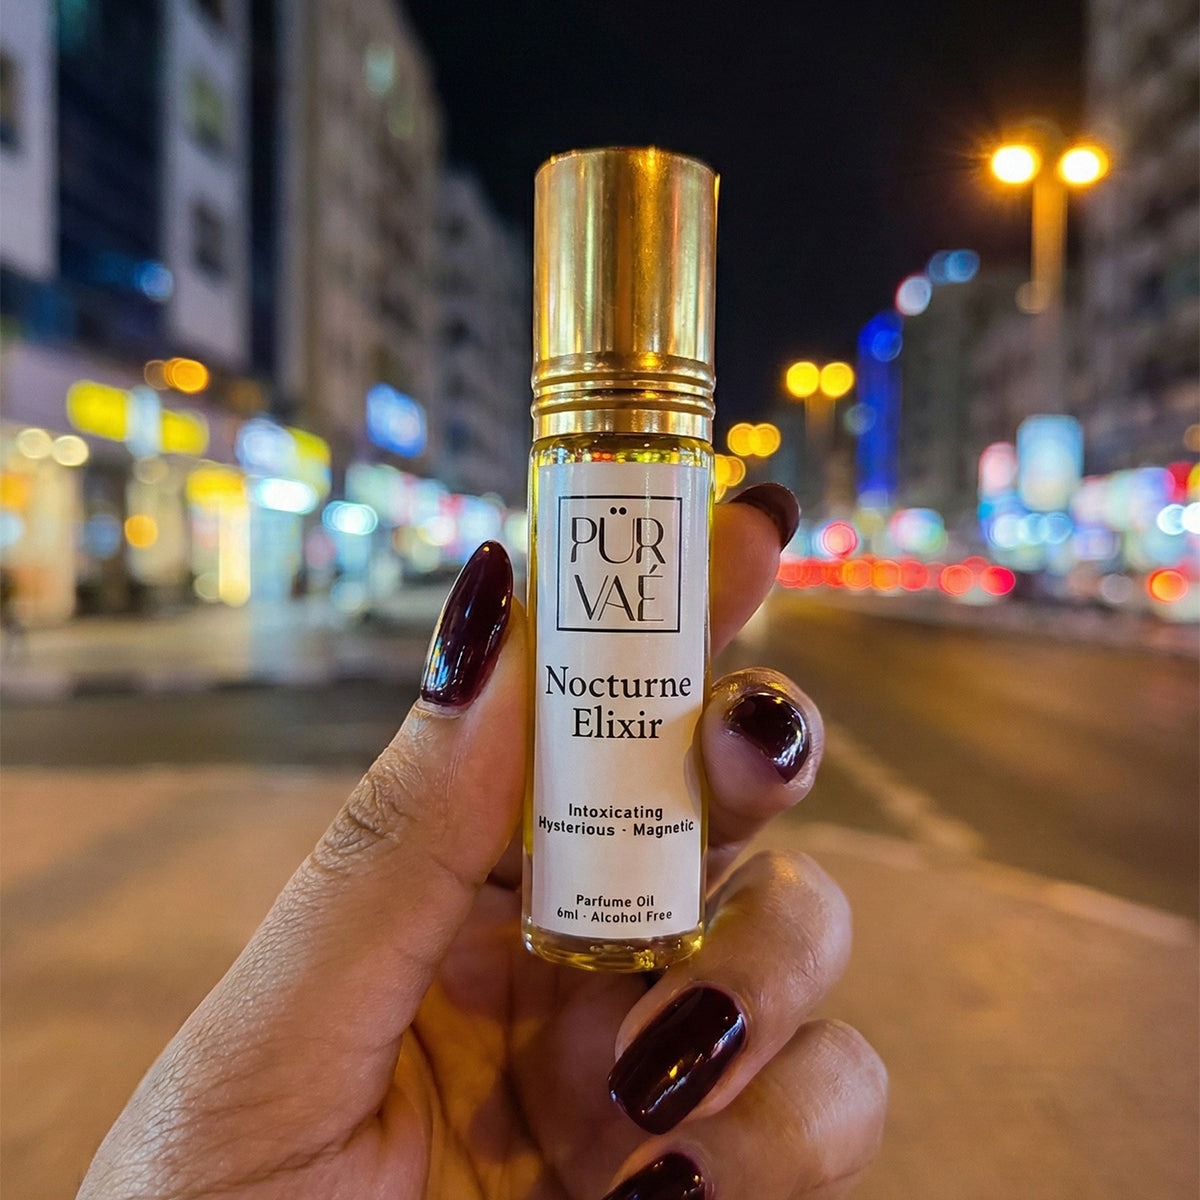 PÜR
VAÉ
Nocturne
Elixir
Intoxicating
Hysterious · Magnetic
Parfume Oil
6ml · Alcohol Free